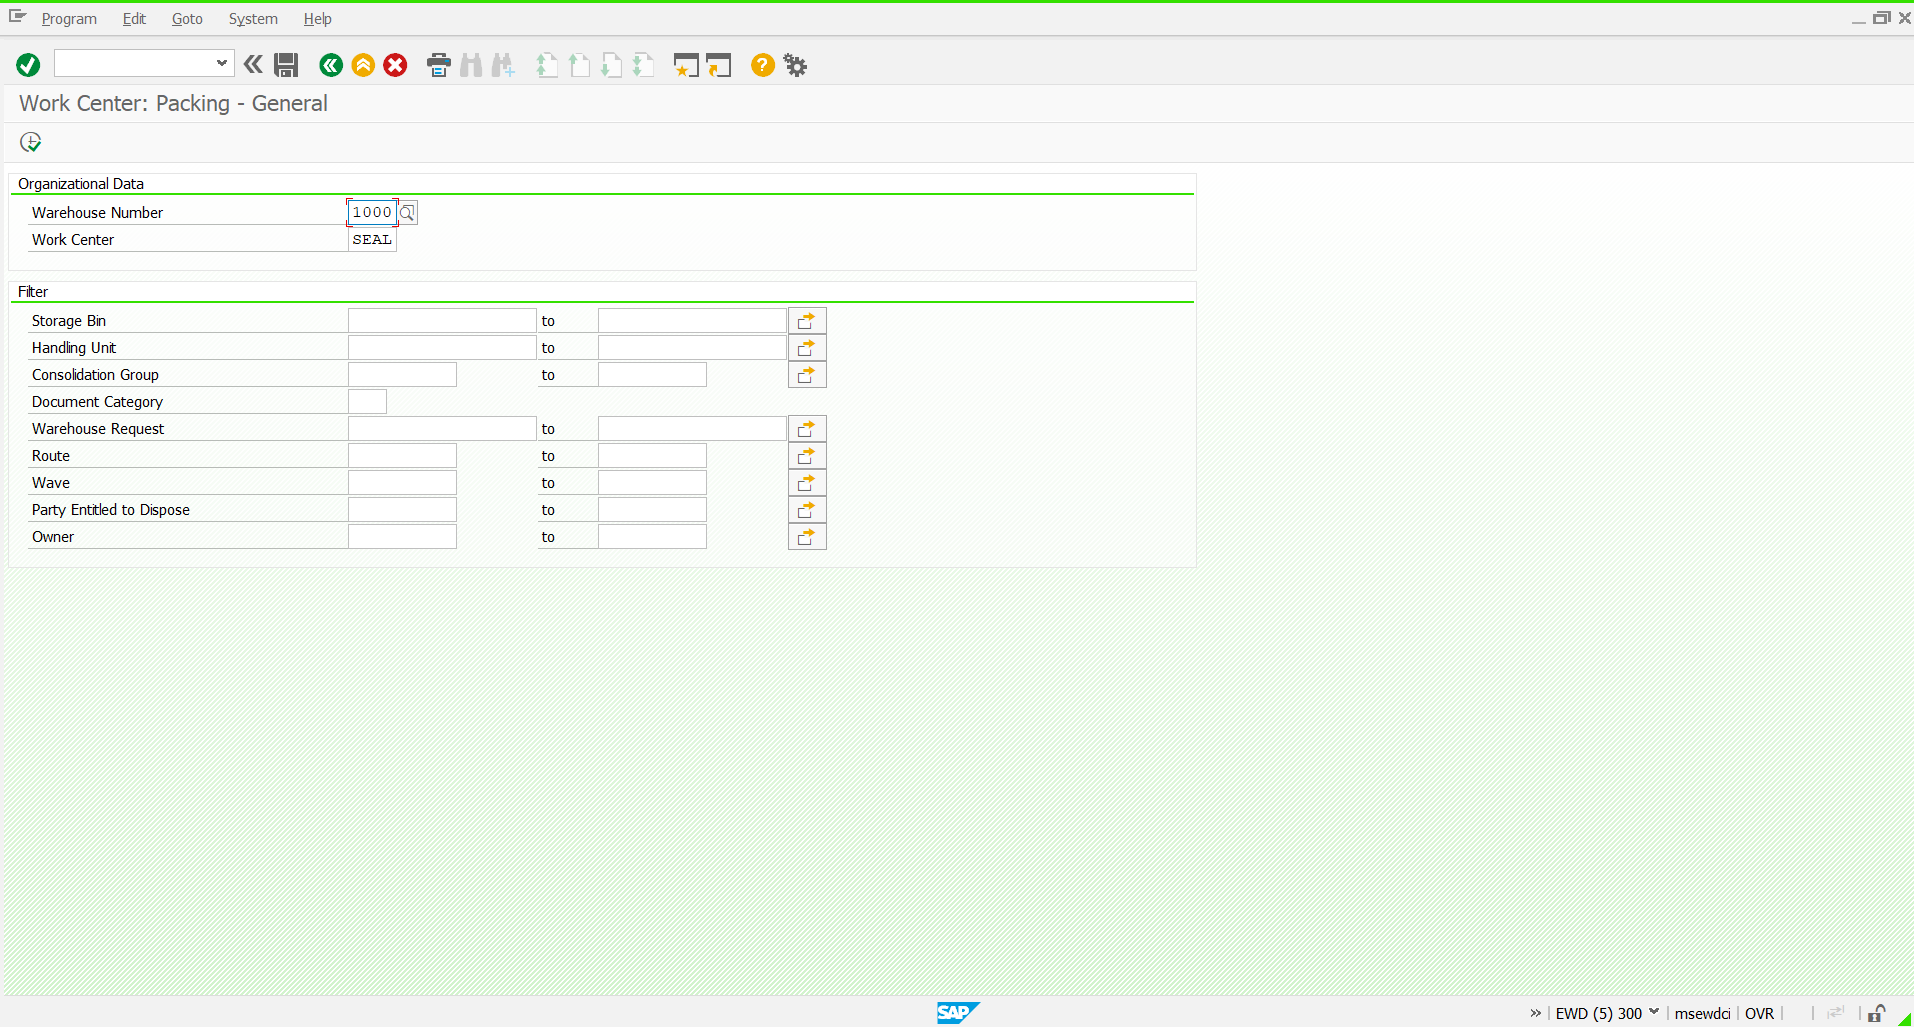 Program Edit Goto System Help
Work Center: Packing - General
Organizational Data
Warehouse Number 1000
Work Center SEAL
Filter
Storage Bin to
Handling Unit to
Consolidation Group to
Document Category
Warehouse Request to
Route to
Wave to
Party Entitled to Dispose to
Owner to
SAP EWD (5) 300 msewdci OVR